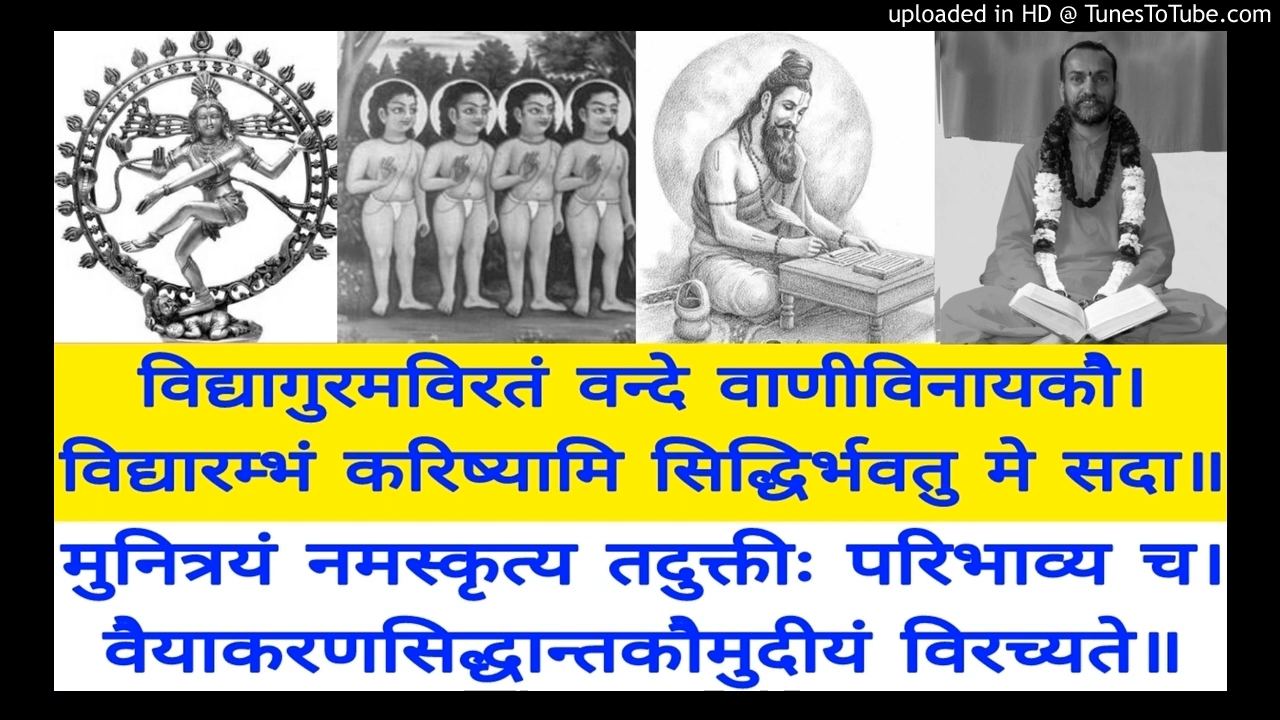 uploaded in HD @ TunesToTube.com
विद्यागुरमविरतं वन्दे वाणीविनायकौ।
विद्यारम्भं करिष्यामि सिद्धिर्भवतु मे सदा॥
मुनित्रयं नमस्कृत्य तदुक्तीः परिभाव्य च।
वैयाकरणसिद्धान्तकौमुदीयं विरच्यते॥